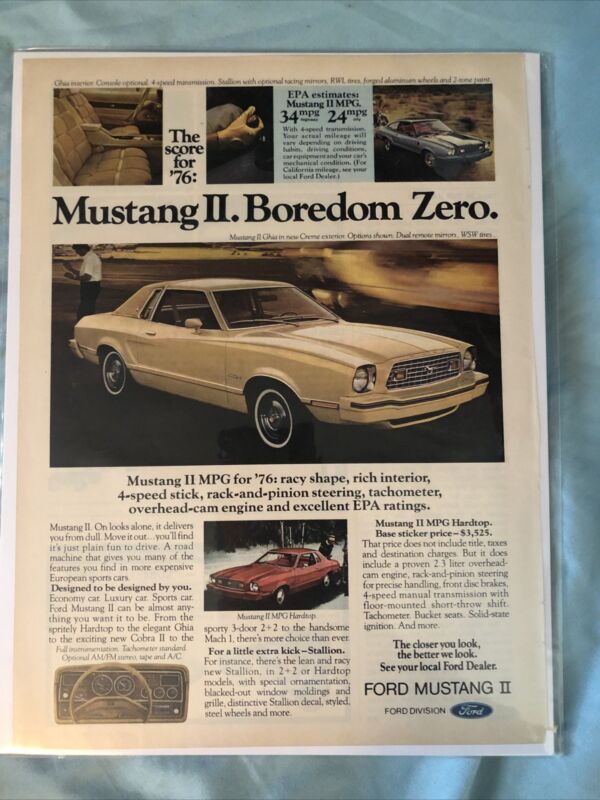 Ghia interior. Console optional. 4-speed transmission. Stallion with optional racing mirrors, RWL tires, forged aluminum wheels and 2-tone paint.
The
score
for
'76:
EPA estimates:
Mustang II MPG.
34 mpg highway 24 mpg city
With 4-speed transmission.
Your actual mileage will
vary depending on driving
habits, driving conditions,
car equipment and your car's
mechanical condition. (For
California mileage, see your
local Ford Dealer.)
Mustang II. Boredom Zero.
Mustang II Ghia in new Creme exterior. Options shown: Dual remote mirrors, WSW tires.
Mustang II MPG for '76: racy shape, rich interior,
4-speed stick, rack-and-pinion steering, tachometer,
overhead-cam engine and excellent EPA ratings.
Mustang II. On looks alone, it delivers
you from dull. Move it out...you'll find
it's just plain fun to drive. A road
machine that gives you many of the
features you find in more expensive
European sports cars.
Designed to be designed by you.
Economy car. Luxury car. Sports car.
Ford Mustang II can be almost any-
thing you want it to be. From the
spritely Hardtop to the elegant Ghia
to the exciting new Cobra II to the
Full instrumentation. Tachometer standard.
Optional AM/FM stereo, tape and A/C.
Mustang II MPG Hardtop
sporty 3-door 2+2 to the handsome
Mach 1, there's more choice than ever.
For a little extra kick—Stallion.
For instance, there's the lean and racy
new Stallion, in 2+2 or Hardtop
models, with special ornamentation,
blacked-out window moldings and
grille, distinctive Stallion decal, styled,
steel wheels and more.
Mustang II MPG Hardtop.
Base sticker price—$3,525.
That price does not include title, taxes
and destination charges. But it does
include a proven 2.3 liter overhead-
cam engine, rack-and-pinion steering
for precise handling, front disc brakes,
4-speed manual transmission with
floor-mounted short-throw shift.
Tachometer. Bucket seats. Solid-state
ignition. And more.
The closer you look,
the better we look.
See your local Ford Dealer.
FORD MUSTANG II
FORD DIVISION Ford